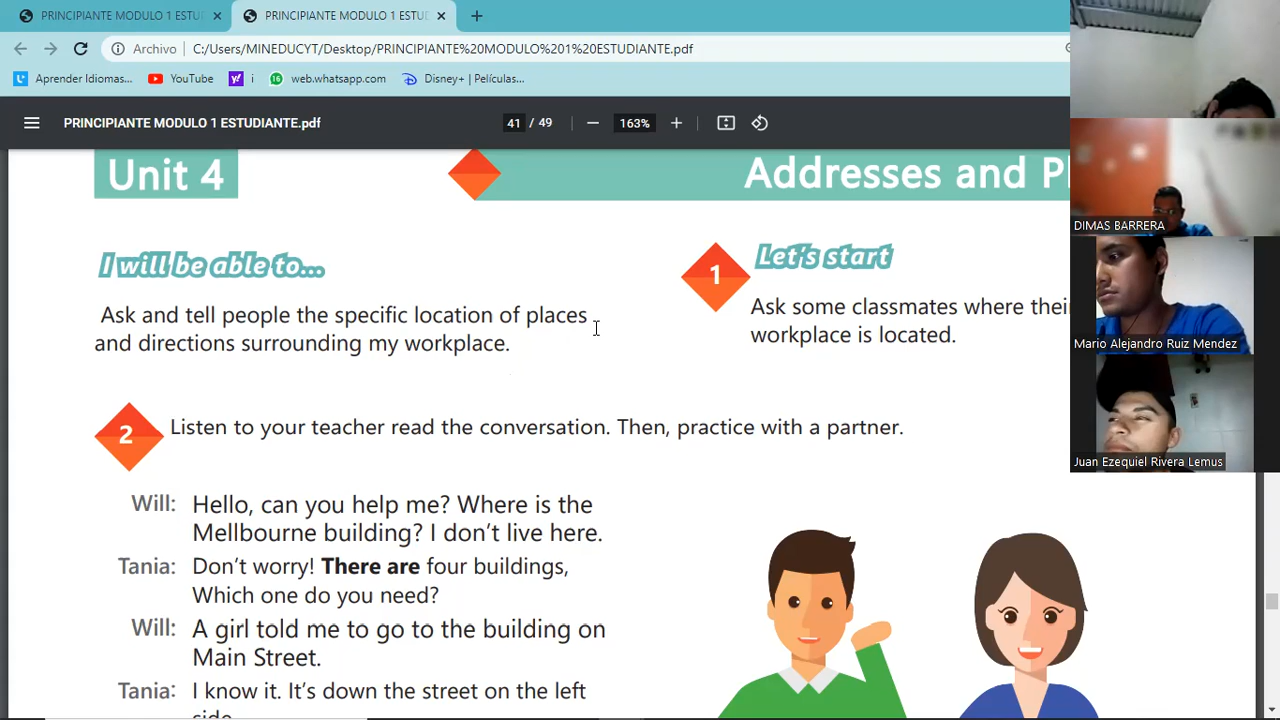 PRINCIPIANTE MODULO 1 ESTU
PRINCIPIANTE MODULO 1 ESTUD
Archivo
C:/Users/MINEDUCYT/Desktop/PRINCIPIANTE%20MODULO%201%20ESTUDIANTE.pdf
Aprender Idiomas...
YouTube
i
web.whatsapp.com
Disney+ | Películas...
PRINCIPIANTE MODULO 1 ESTUDIANTE.pdf
41 / 49
163%
Unit 4
Addresses and
I will be able to...
Ask and tell people the specific location of places
and directions surrounding my workplace.
1
Let's start
Ask some classmates where
workplace is located.
2
Listen to your teacher read the conversation. Then, practice with a partner.
Will: Hello, can you help me? Where is the
Mellbourne building? I don't live here.
Tania: Don't worry! There are four buildings,
Which one do you need?
Will: A girl told me to go to the building on
Main Street.
Tania: I know it. It's down the street on the left
side.
DIMAS BARRERA
Mario Alejandro Ruiz Mendez
Juan Ezequiel Rivera Lemus